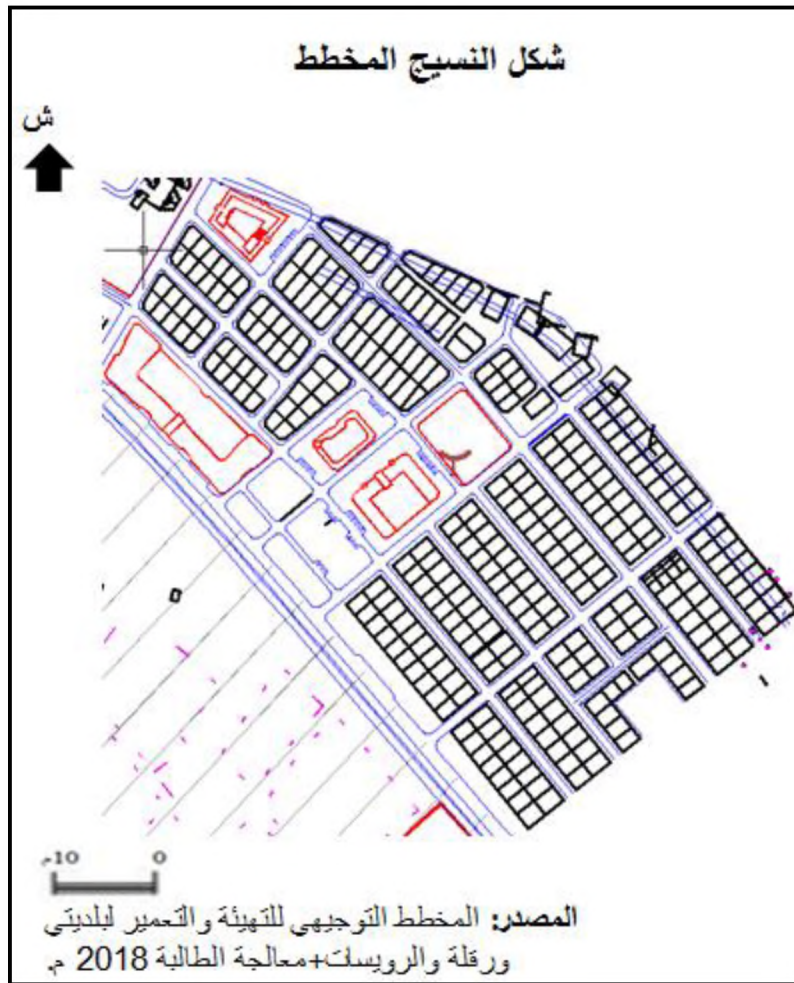 شكل النسيج المخطط
ش
10م 0
المصدر: المخطط التوجيهي للتهيئة والتعمير لبلديتي
ورقلة والرويسات+معالجة الطالبة 2018 م.